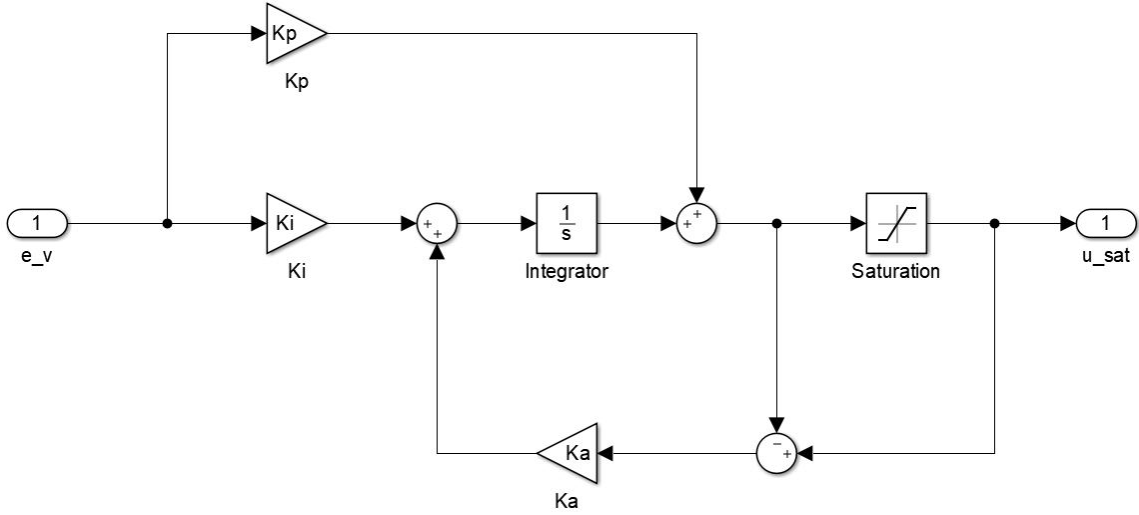 Kp
Kp
1
e_v
Ki
Ki
+
+
1
s
Integrator
+
+
Saturation
1
u_sat
−
+
Ka
Ka